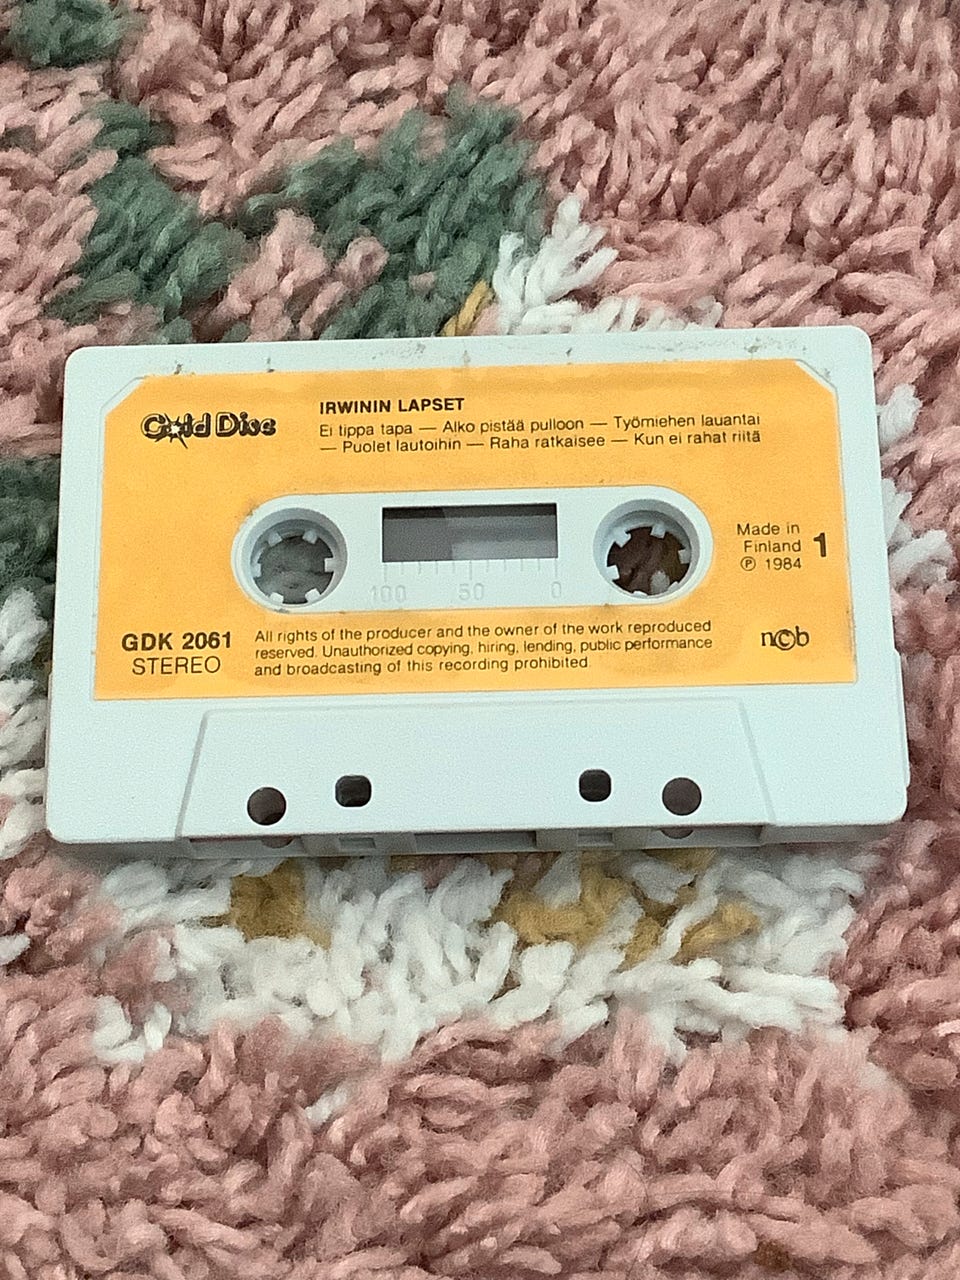 Gold Disc
IRWININ LAPSET
Ei tippa tapa — Alko pistää pulloon — Työmiehen lauantai
— Puolet lautoihin — Raha ratkaisee — Kun ei rahat riitä
Made in
Finland
1
℗ 1984
100 50 0
GDK 2061
STEREO
All rights of the producer and the owner of the work reproduced
reserved. Unauthorized copying, hiring, lending, public performance
and broadcasting of this recording prohibited.
n©b